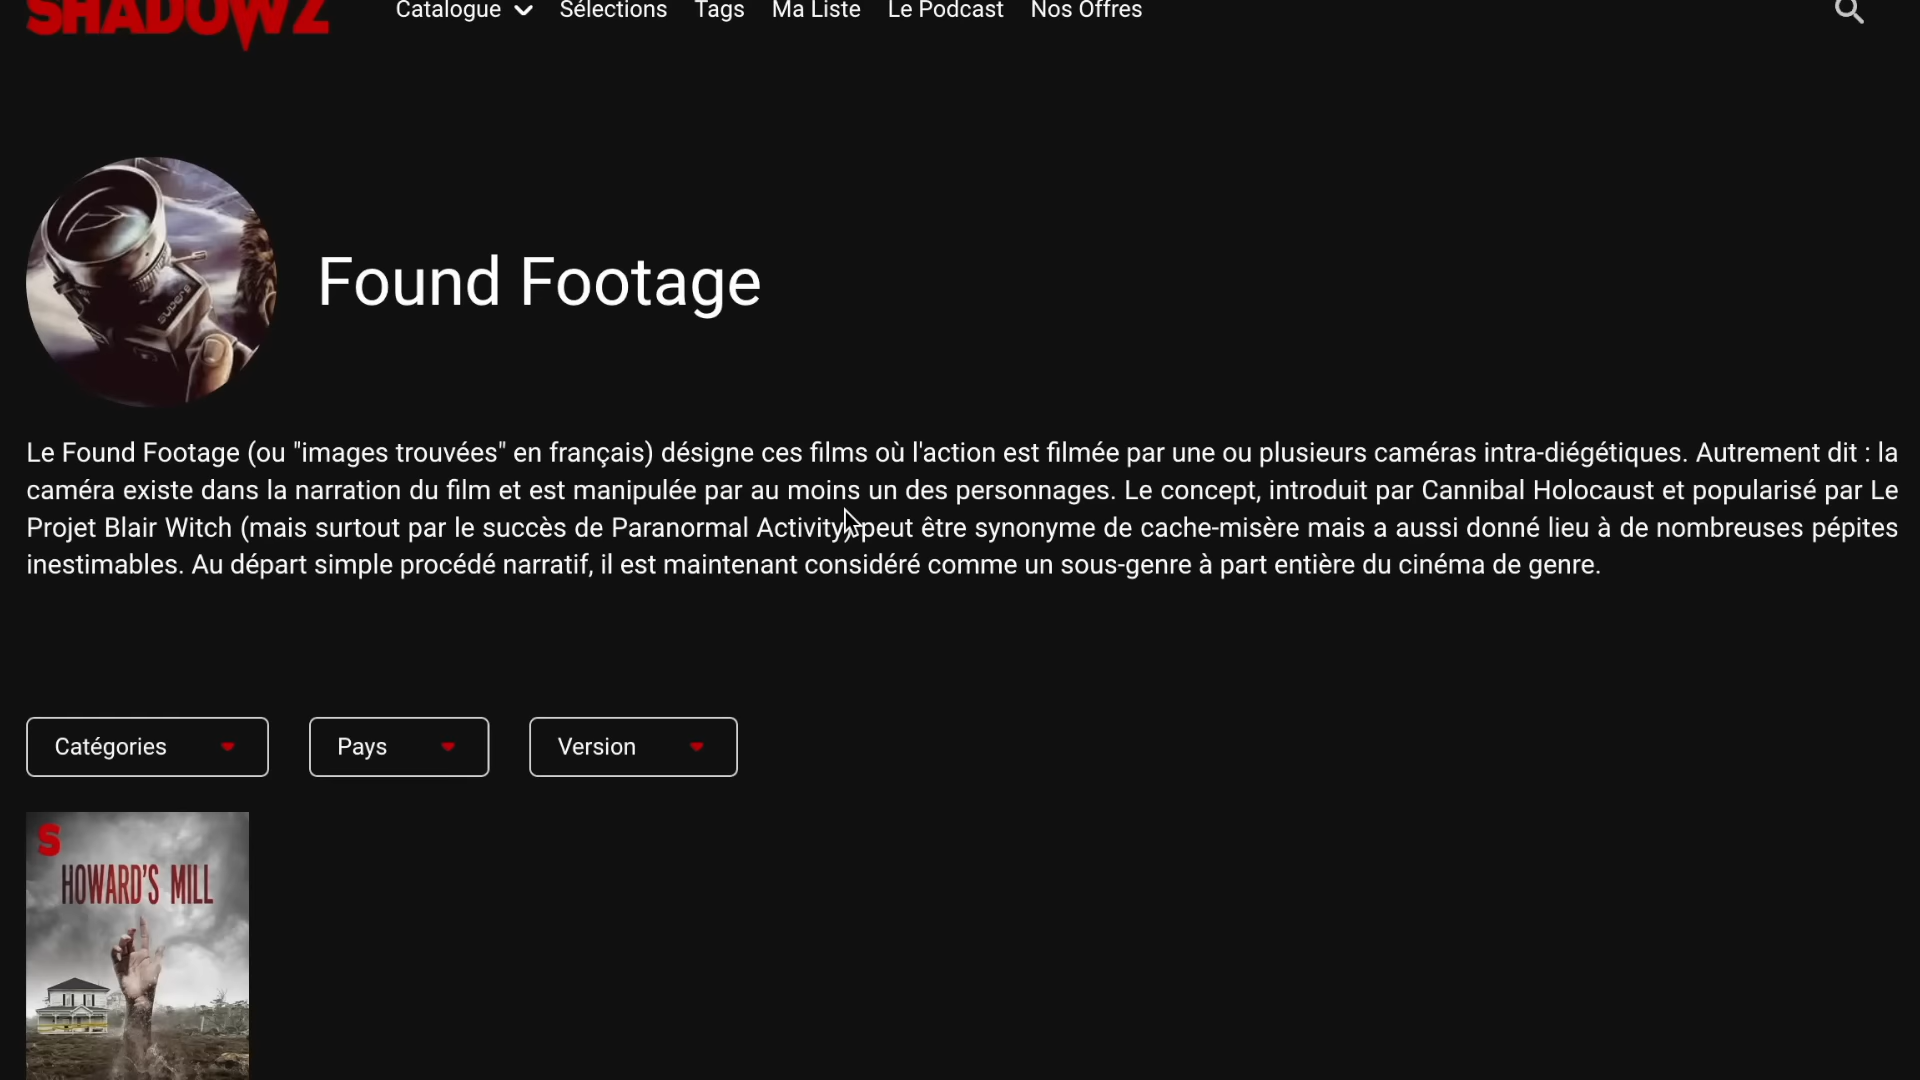 SHADOWZ
Catalogue Sélections Tags Ma Liste Le Podcast Nos Offres
Found Footage
Le Found Footage (ou "images trouvées" en français) désigne ces films où l'action est filmée par une ou plusieurs caméras intra-diégétiques. Autrement dit : la
caméra existe dans la narration du film et est manipulée par au moins un des personnages. Le concept, introduit par Cannibal Holocaust et popularisé par Le
Projet Blair Witch (mais surtout par le succès de Paranormal Activity) peut être synonyme de cache-misère mais a aussi donné lieu à de nombreuses pépites
inestimables. Au départ simple procédé narratif, il est maintenant considéré comme un sous-genre à part entière du cinéma de genre.
Catégories Pays Version
S
HOWARD'S MILL